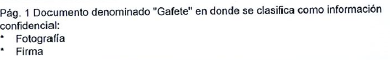 Pág. 1 Documento denominado "Gafete" en donde se clasifica como información
confidencial:
* Fotografía
* Firma